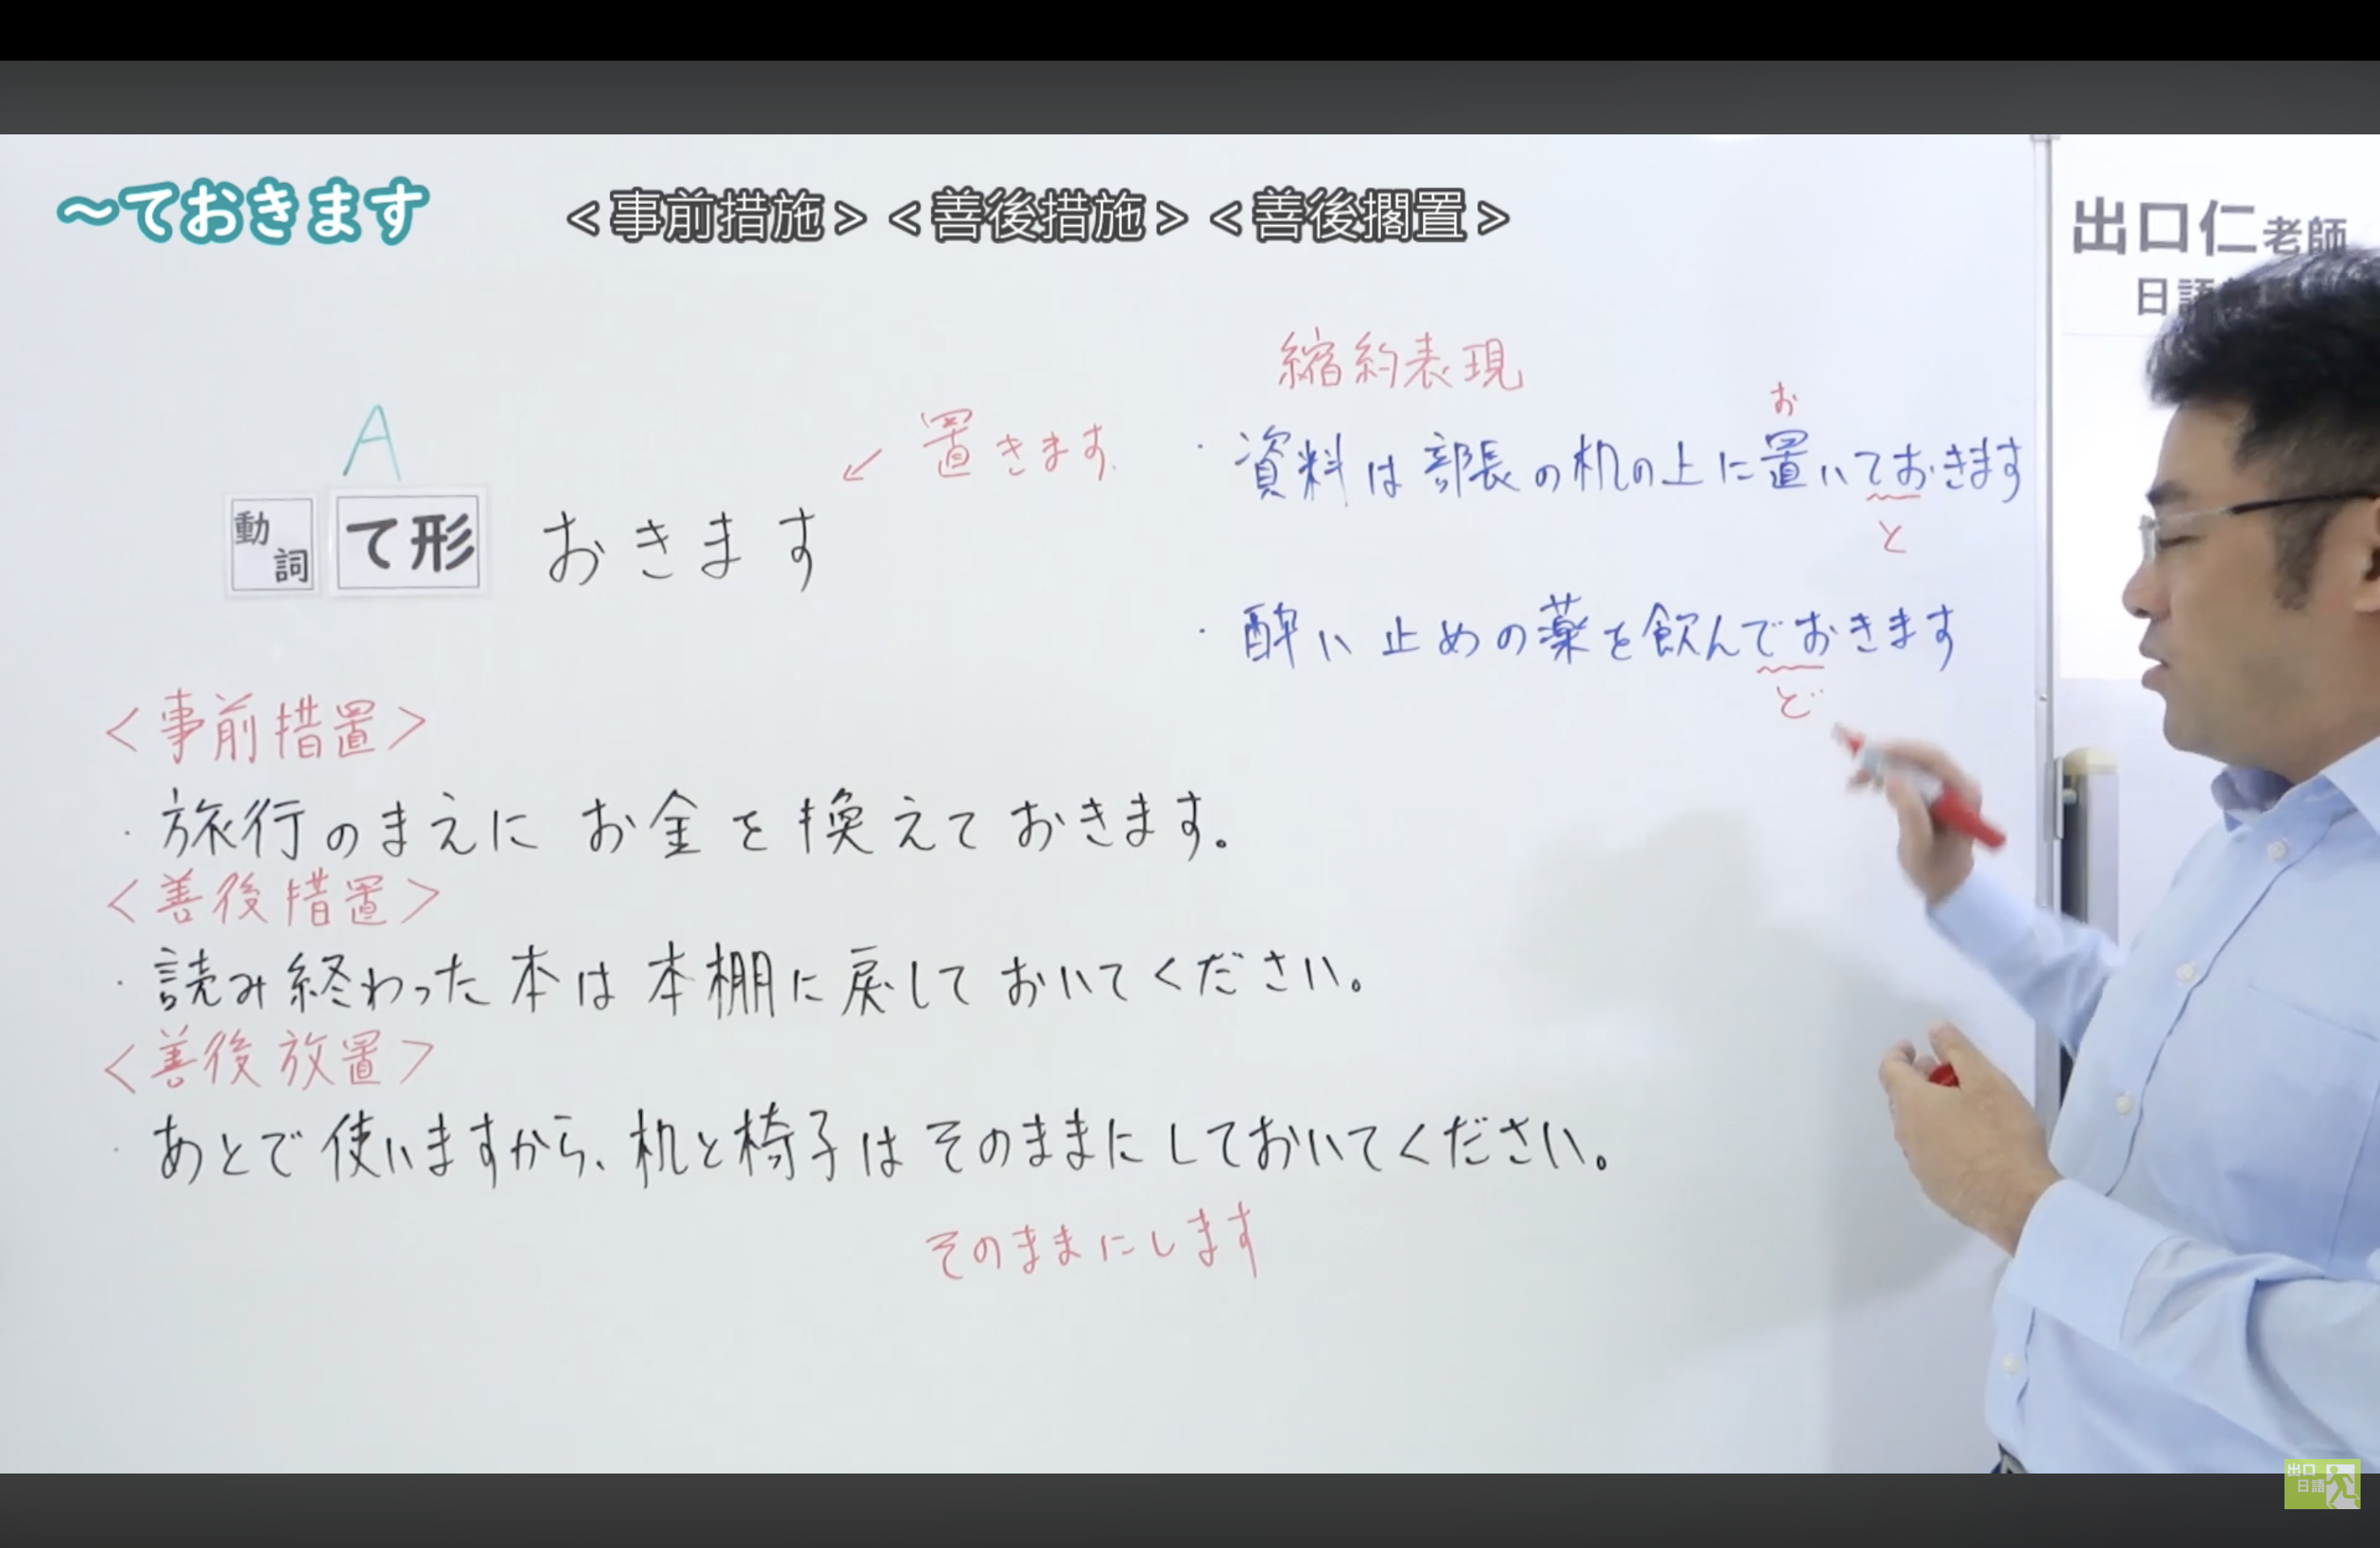 ～ておきます
＜事前措施＞＜善後措施＞＜善後擱置＞
出口仁老師
日語
縮約表現
A
動詞 て形 おきます
↙ 置きます
お
・資料は部長の机の上に置いておきます
と
・酔い止めの薬を飲んでおきます
ど
＜事前措置＞
・旅行のまえに お金を換えておきます。
＜善後措置＞
・読み終わった本は本棚に戻しておいてください。
＜善後放置＞
・あとで使いますから、机と椅子はそのままにしておいてください。
そのままにします
出口
日語